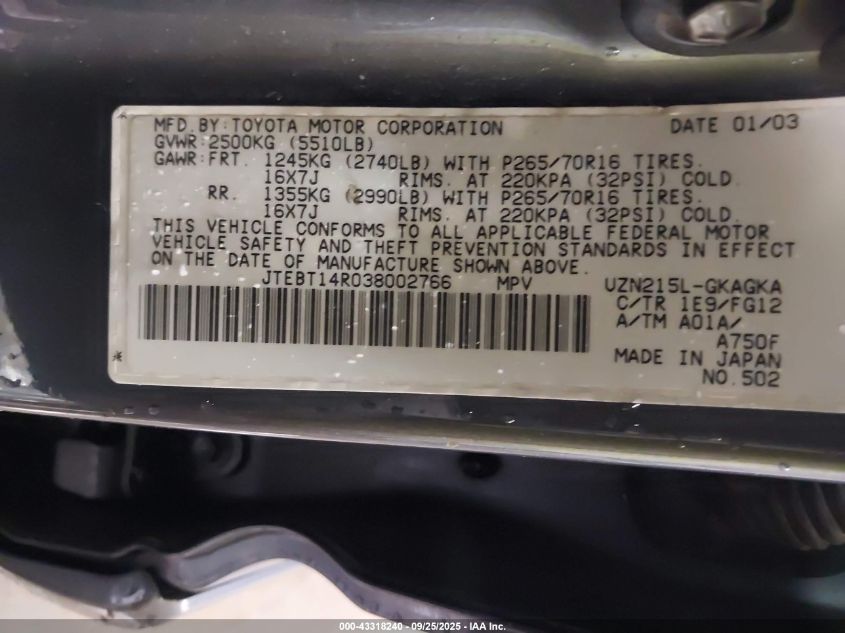 MFD. BY: TOYOTA MOTOR CORPORATION DATE 01/03
GVWR: 2500KG (5510LB)
GAWR: FRT. 1245KG (2740LB) WITH P265/70R16 TIRES.
16X7J RIMS. AT 220KPA (32PSI) COLD.
RR. 1355KG (2990LB) WITH P265/70R16 TIRES.
16X7J RIMS. AT 220KPA (32PSI) COLD.
THIS VEHICLE CONFORMS TO ALL APPLICABLE FEDERAL MOTOR
VEHICLE SAFETY AND THEFT PREVENTION STANDARDS IN EFFECT
ON THE DATE OF MANUFACTURE SHOWN ABOVE.
JTEBT14R038002766 MPV UZN215L-GKAGKA
C/TR 1E9/FG12
A/TM A01A/
A750F
MADE IN JAPAN
NO. 502
000-43318240 - 09/25/2025 - IAA Inc.